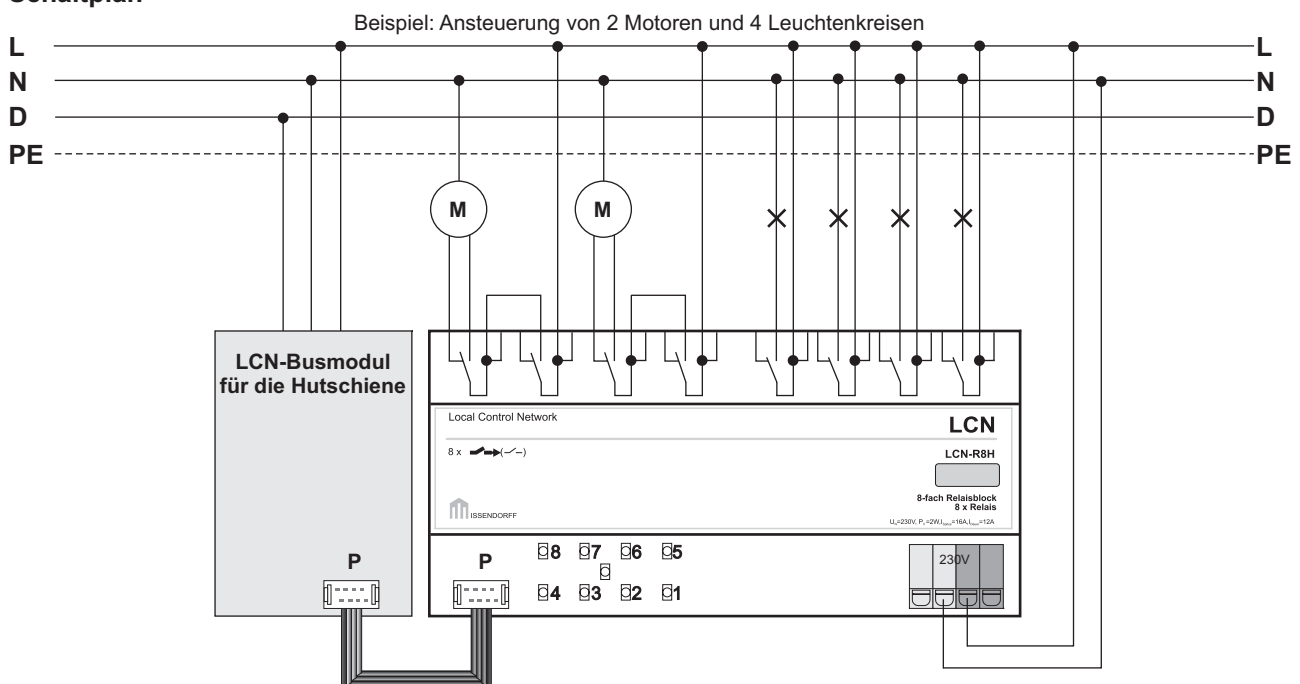 Schaltplan
Beispiel: Ansteuerung von 2 Motoren und 4 Leuchtenkreisen
L L
N N
D D
PE PE
M M
LCN-Busmodul
für die Hutschiene
Local Control Network
LCN
8 x
LCN-R8H
8-fach Relaisblock
8 x Relais
ISSENDORFF
8 7 6 5
P P
230V
4 3 2 1